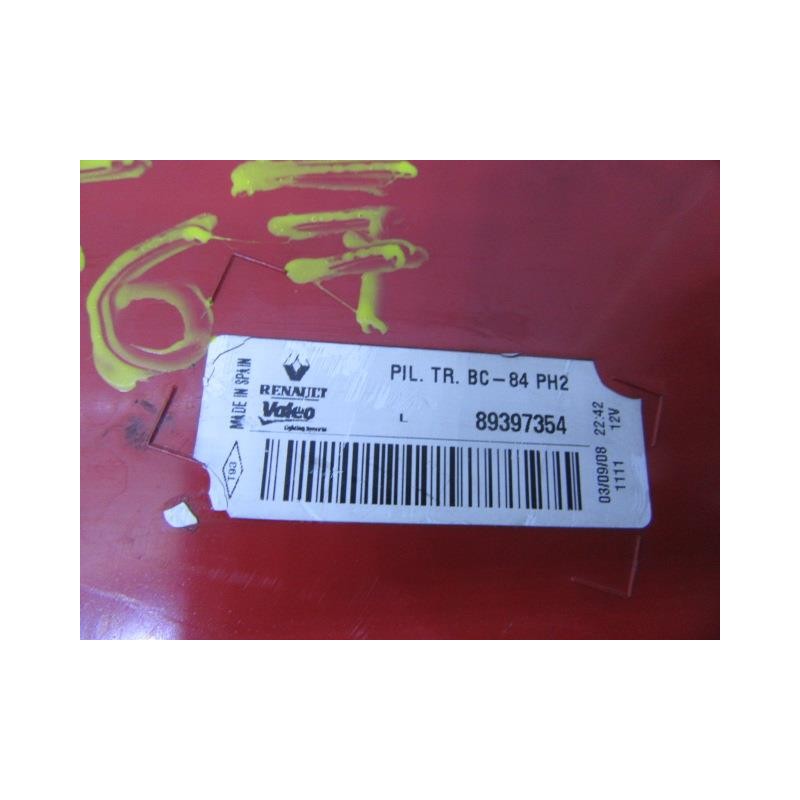 67
MADE IN SPAIN
RENAULT
Valeo
Lighting Systems
L
PIL. TR. BC-84 PH2
89397354
T93
03/09/08 22:42
1111 12V